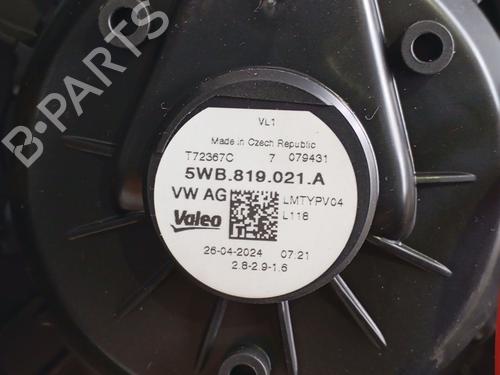 VL1
Made in Czech Republic
T72367C 7 079431
5WB.819.021.A
VW AG LMTYPV04
Valeo L118
26-04-2024 07:21
2.8-2.9-1.6
B-PARTS